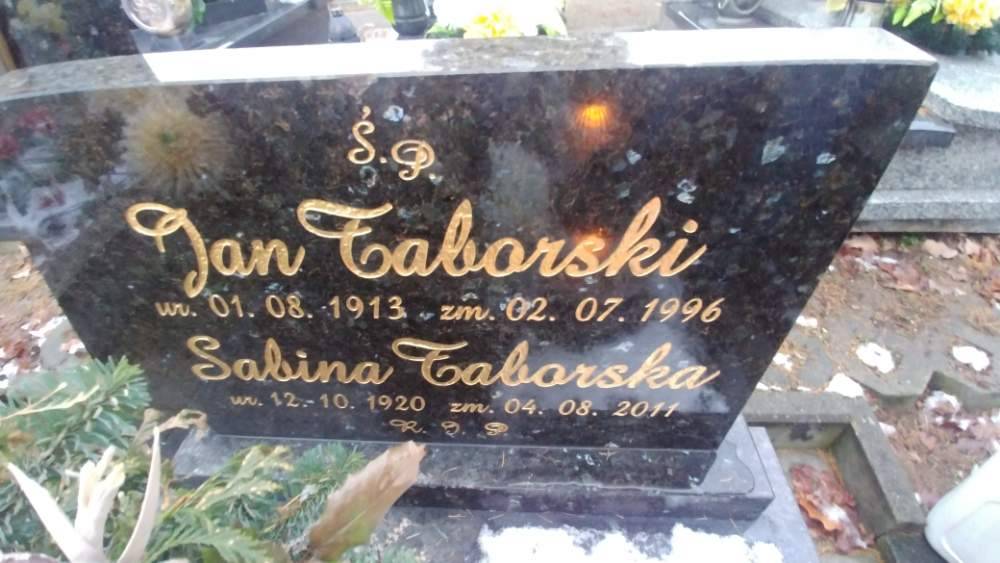 Ś.P
Jan Taborski
ur. 01. 08. 1913 zm. 02. 07. 1996
Sabina Taborska
ur. 12. 10. 1920 zm. 04. 08. 2011
R. I. P.